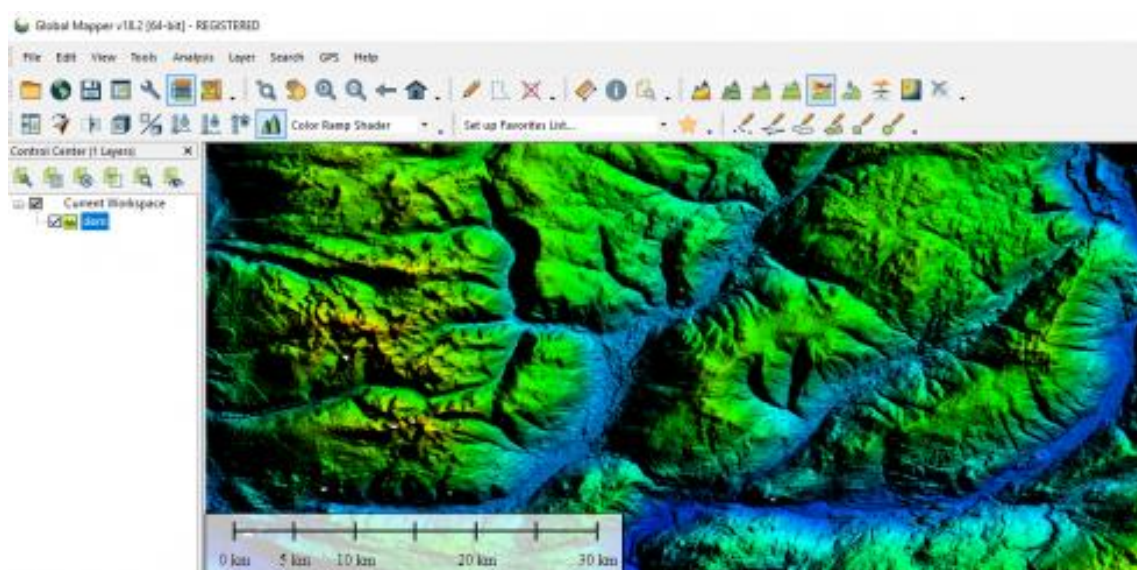 Global Mapper v18.2 [64-bit] - REGISTERED
File Edit View Tools Analysis Layer Search GPS Help
Color Ramp Shader
Set up Favorites List...
Control Center (1 Layers)
Current Workspace
0 km 5 km 10 km 20 km 30 km